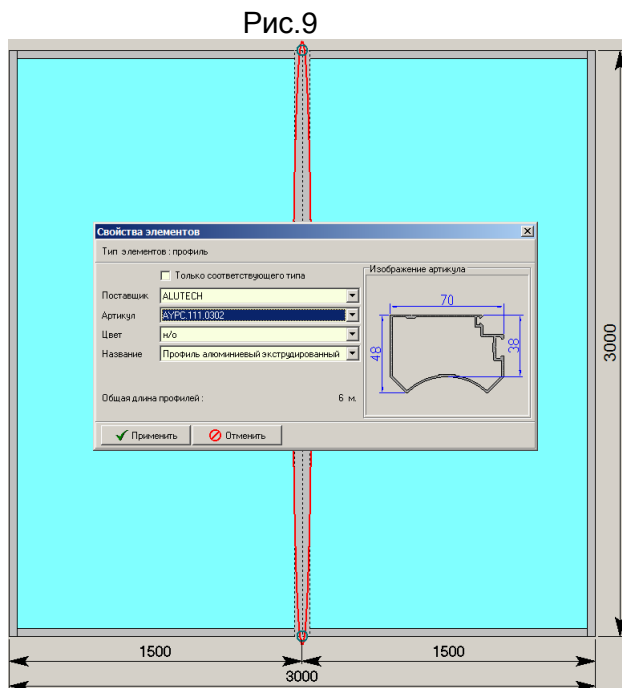 Рис.9
Свойства элементов
Тип элементов : профиль
Только соответствующего типа
Изображение артикула
Поставщик ALUTECH
Артикул AYPC.111.0302
Цвет н/о
Название Профиль алюминиевый экструдированный
70
48
38
Общая длина профилей : 6 м.
Применить
Отменить
3000
1500
1500
3000